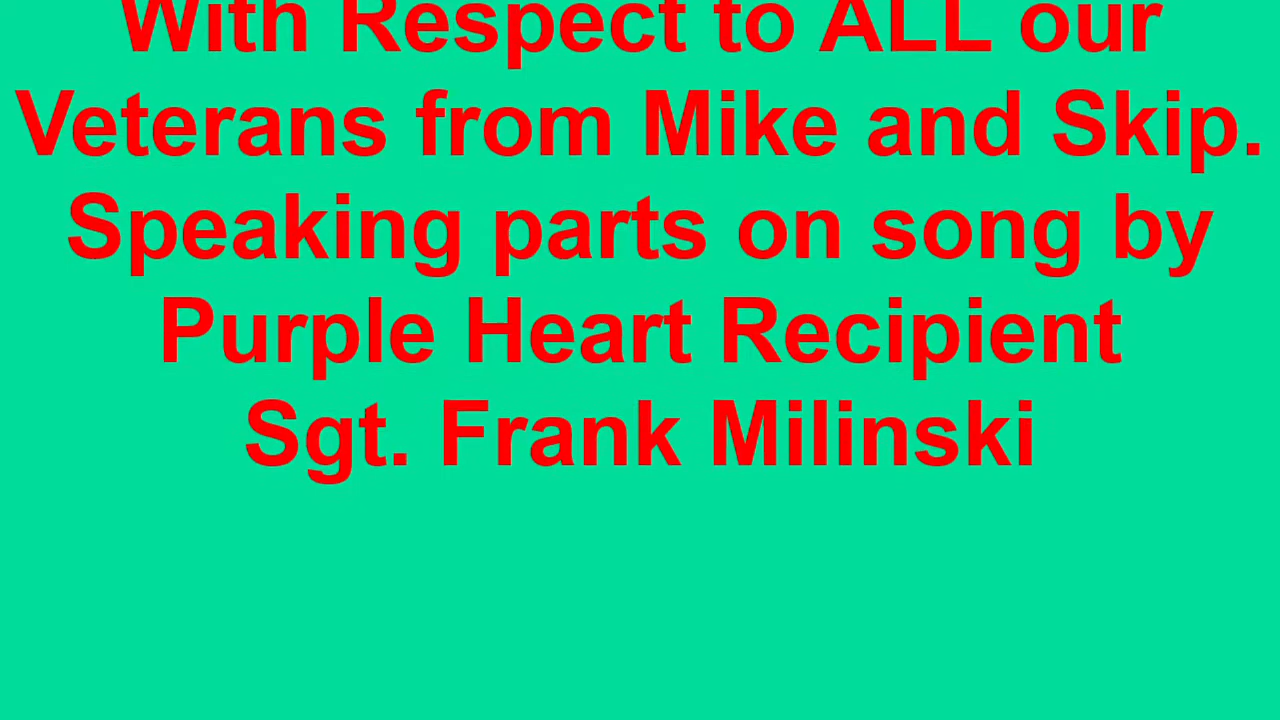 With Respect to ALL our
Veterans from Mike and Skip.
Speaking parts on song by
Purple Heart Recipient
Sgt. Frank Milinski